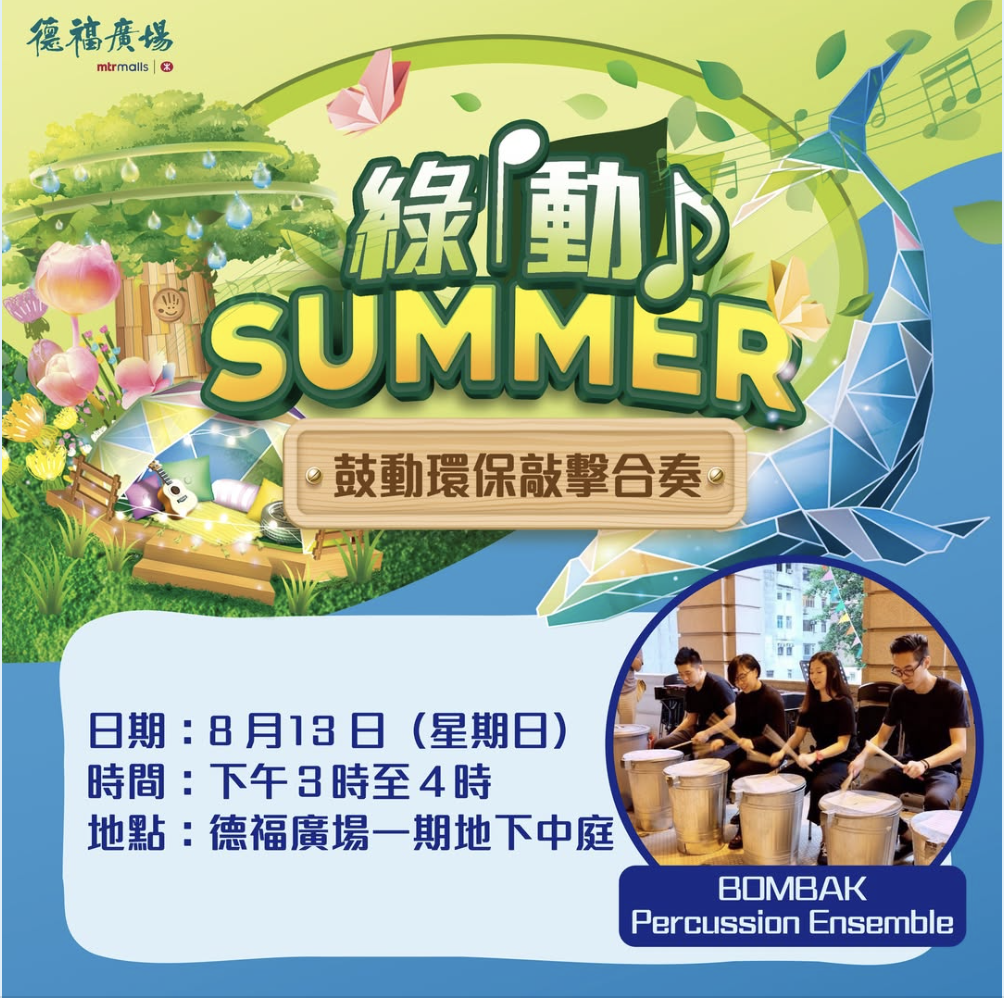 德福廣場
mtrmalls
綠動
SUMMER
鼓動環保敲擊合奏
日期：8月13日（星期日）
時間：下午3時至4時
地點：德福廣場一期地下中庭
BOMBAK
Percussion Ensemble